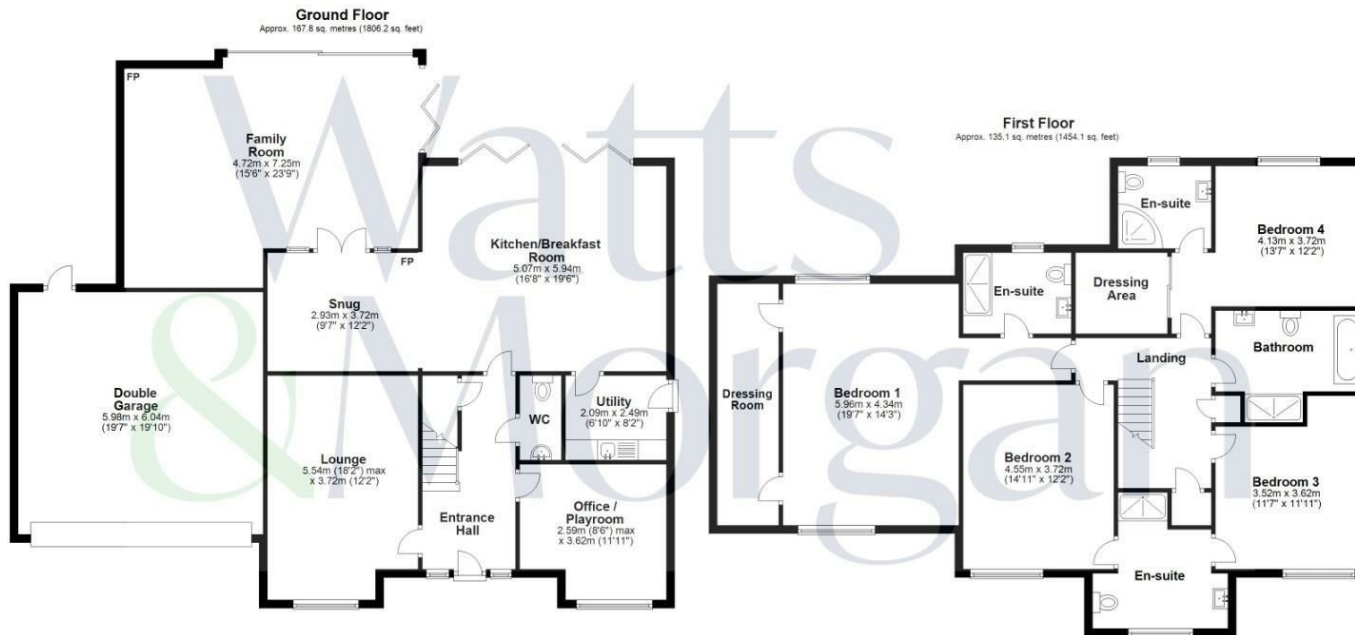 Ground Floor
Approx. 167.8 sq. metres (1806.2 sq. feet)
FP
Family
Room
4.72m x 7.25m
(15'6" x 23'9")
Kitchen/Breakfast
Room
5.07m x 5.94m
(16'8" x 19'6")
FP
Snug
2.93m x 3.72m
(9'7" x 12'2")
Double
Garage
5.98m x 6.04m
(19'7" x 19'10")
Lounge
5.54m (18'2") max
x 3.72m (12'2")
Entrance
Hall
WC
Utility
2.09m x 2.49m
(6'10" x 8'2")
Office /
Playroom
2.59m (8'6") max
x 3.62m (11'11")
First Floor
Approx. 135.1 sq. metres (1454.1 sq. feet)
En-suite
Bedroom 4
4.13m x 3.72m
(13'7" x 12'2")
En-suite
Dressing
Area
Landing
Bathroom
Dressing
Room
Bedroom 1
5.96m x 4.34m
(19'7" x 14'3")
Bedroom 2
4.55m x 3.72m
(14'11" x 12'2")
Bedroom 3
3.52m x 3.62m
(11'7" x 11'11")
En-suite
Watts
&Morgan